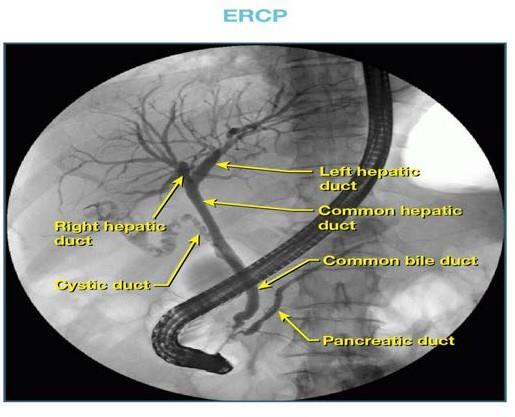 ERCP
Left hepatic
duct
Common hepatic
duct
Right hepatic
duct
Common bile duct
Cystic duct
Pancreatic duct